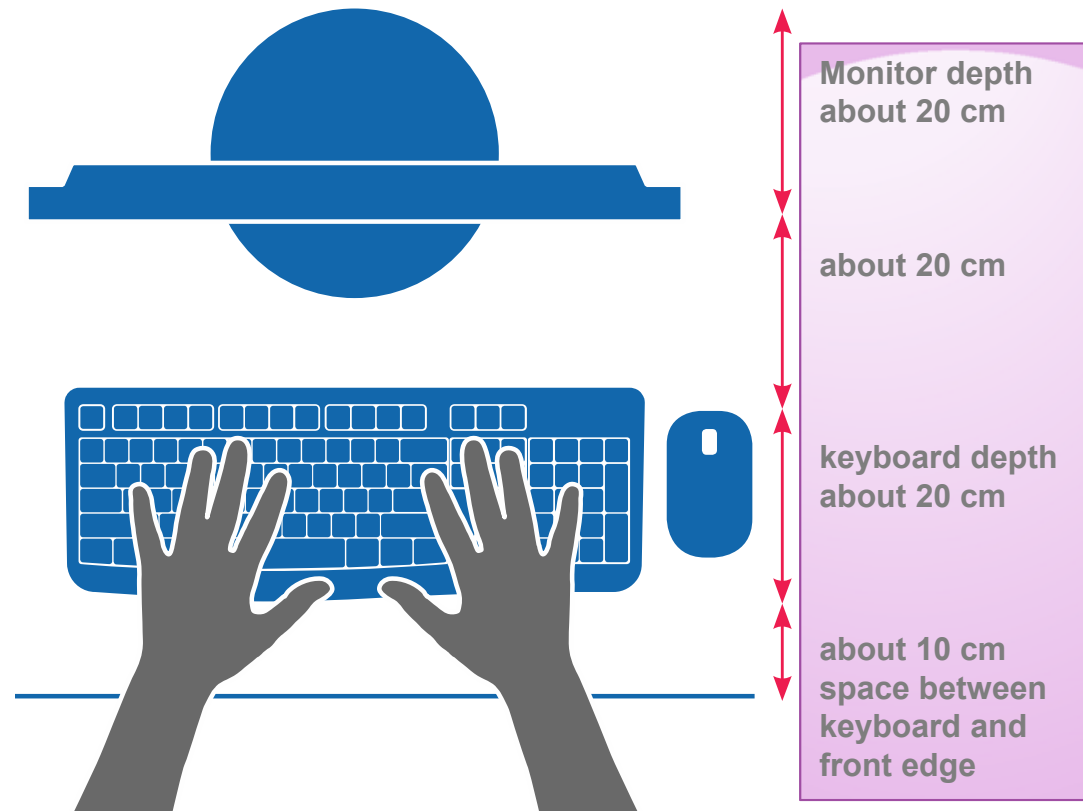 Monitor depth
about 20 cm
about 20 cm
keyboard depth
about 20 cm
about 10 cm
space between
keyboard and
front edge